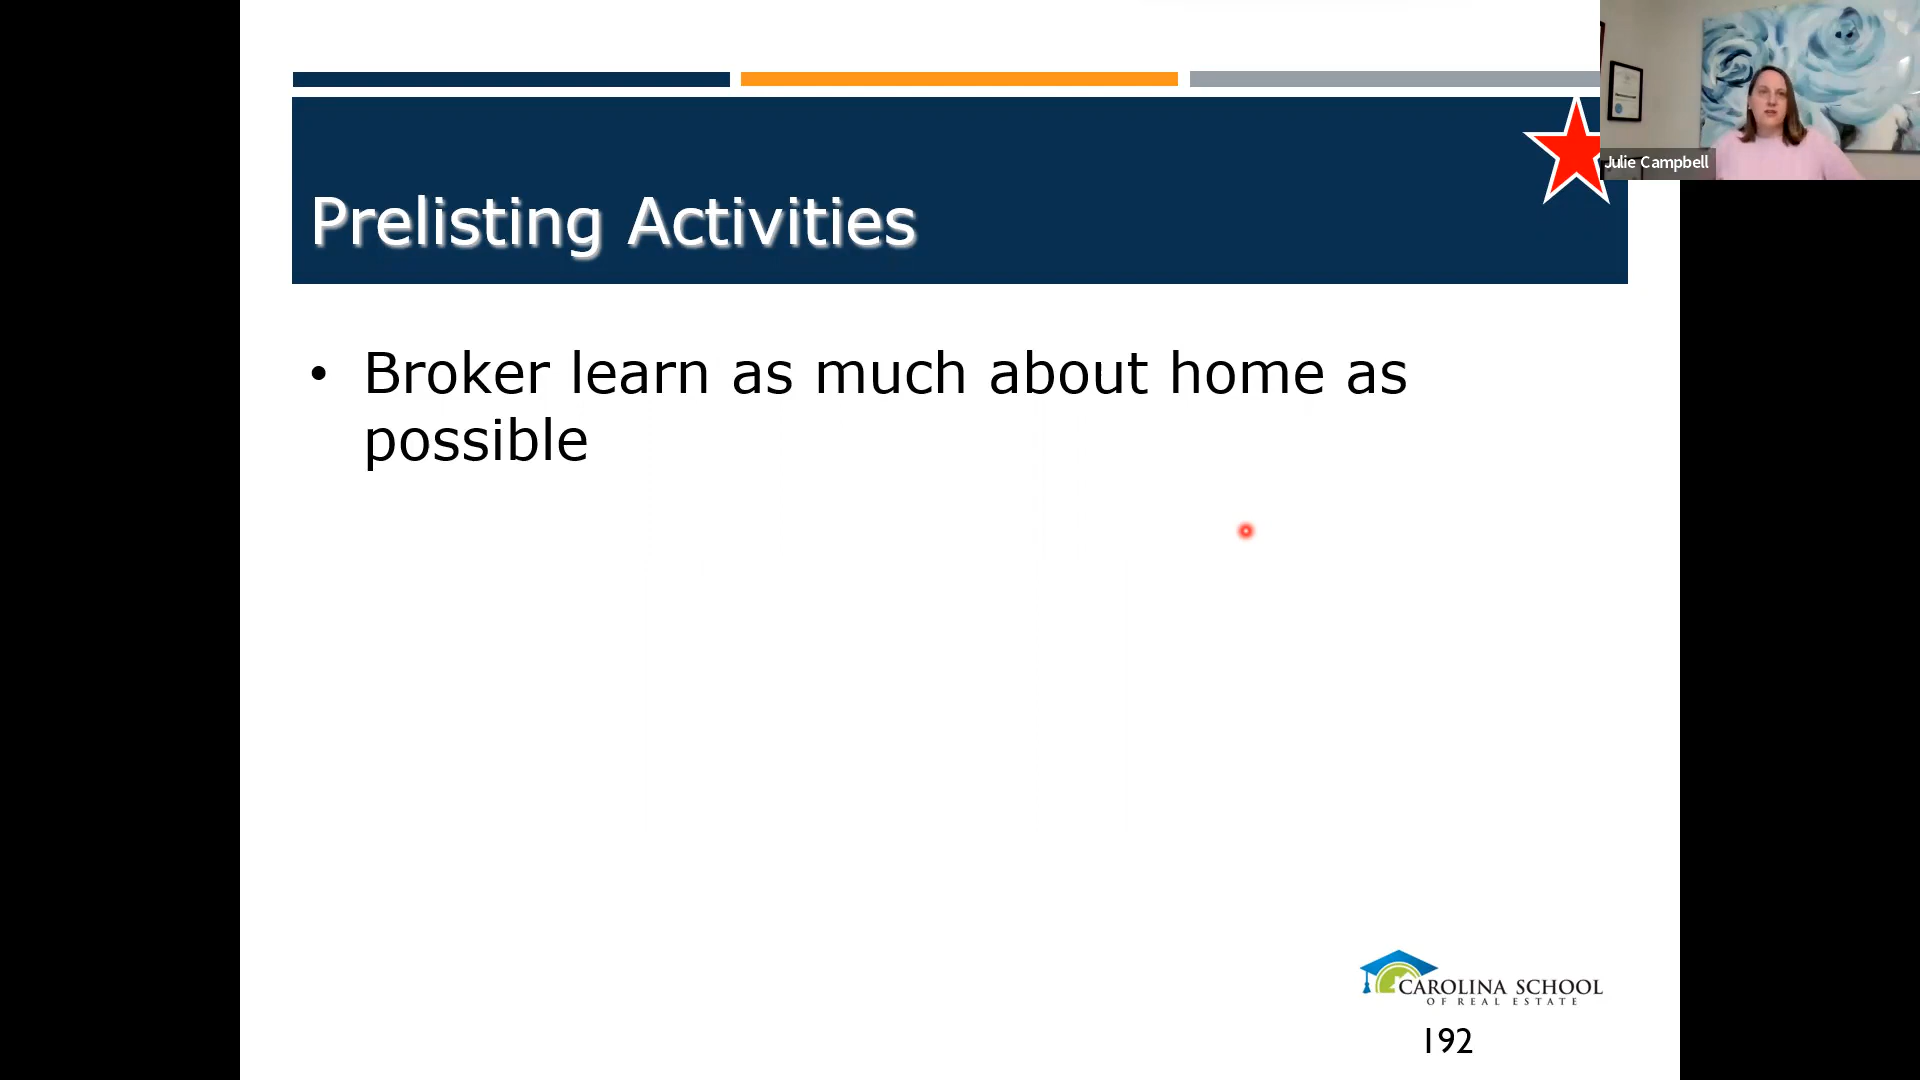 Prelisting Activities
Julie Campbell
• Broker learn as much about home as
possible
CAROLINA SCHOOL
OF REAL ESTATE
192